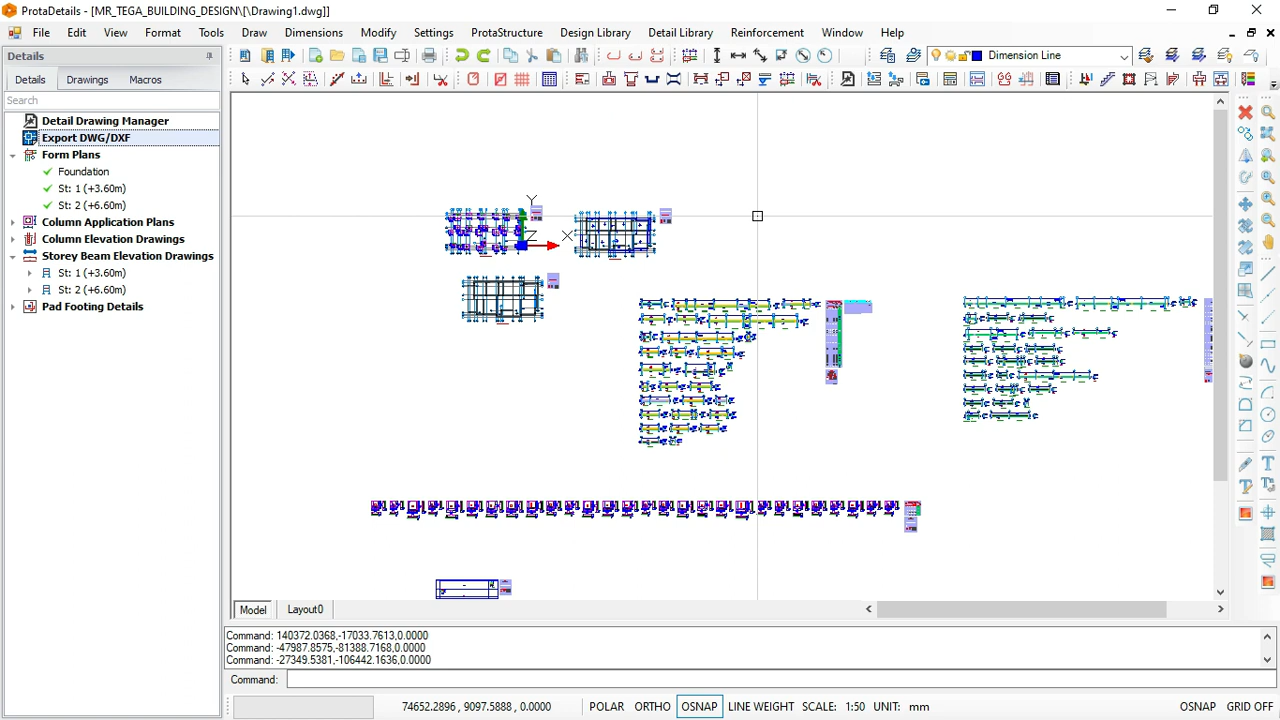 ProtaDetails - [MR_TEGA_BUILDING_DESIGN\[\Drawing1.dwg]]
File Edit View Format Tools Draw Dimensions Modify Settings ProtaStructure Design Library Detail Library Reinforcement Window Help
Details
Dimension Line
Details Drawings Macros
Search
Detail Drawing Manager
Export DWG/DXF
Form Plans
Foundation
St: 1 (+3.60m)
St: 2 (+6.60m)
Column Application Plans
Column Elevation Drawings
Storey Beam Elevation Drawings
St: 1 (+3.60m)
St: 2 (+6.60m)
Pad Footing Details
Y
X
Z
Model Layout0
Command: 140372.0368,-17033.7613,0.0000
Command: -47987.8575,-81388.7168,0.0000
Command: -27349.5381,-106442.1636,0.0000
Command:
74652.2896 , 9097.5888 , 0.0000 POLAR ORTHO OSNAP LINE WEIGHT SCALE: 1:50 UNIT: mm OSNAP GRID OFF